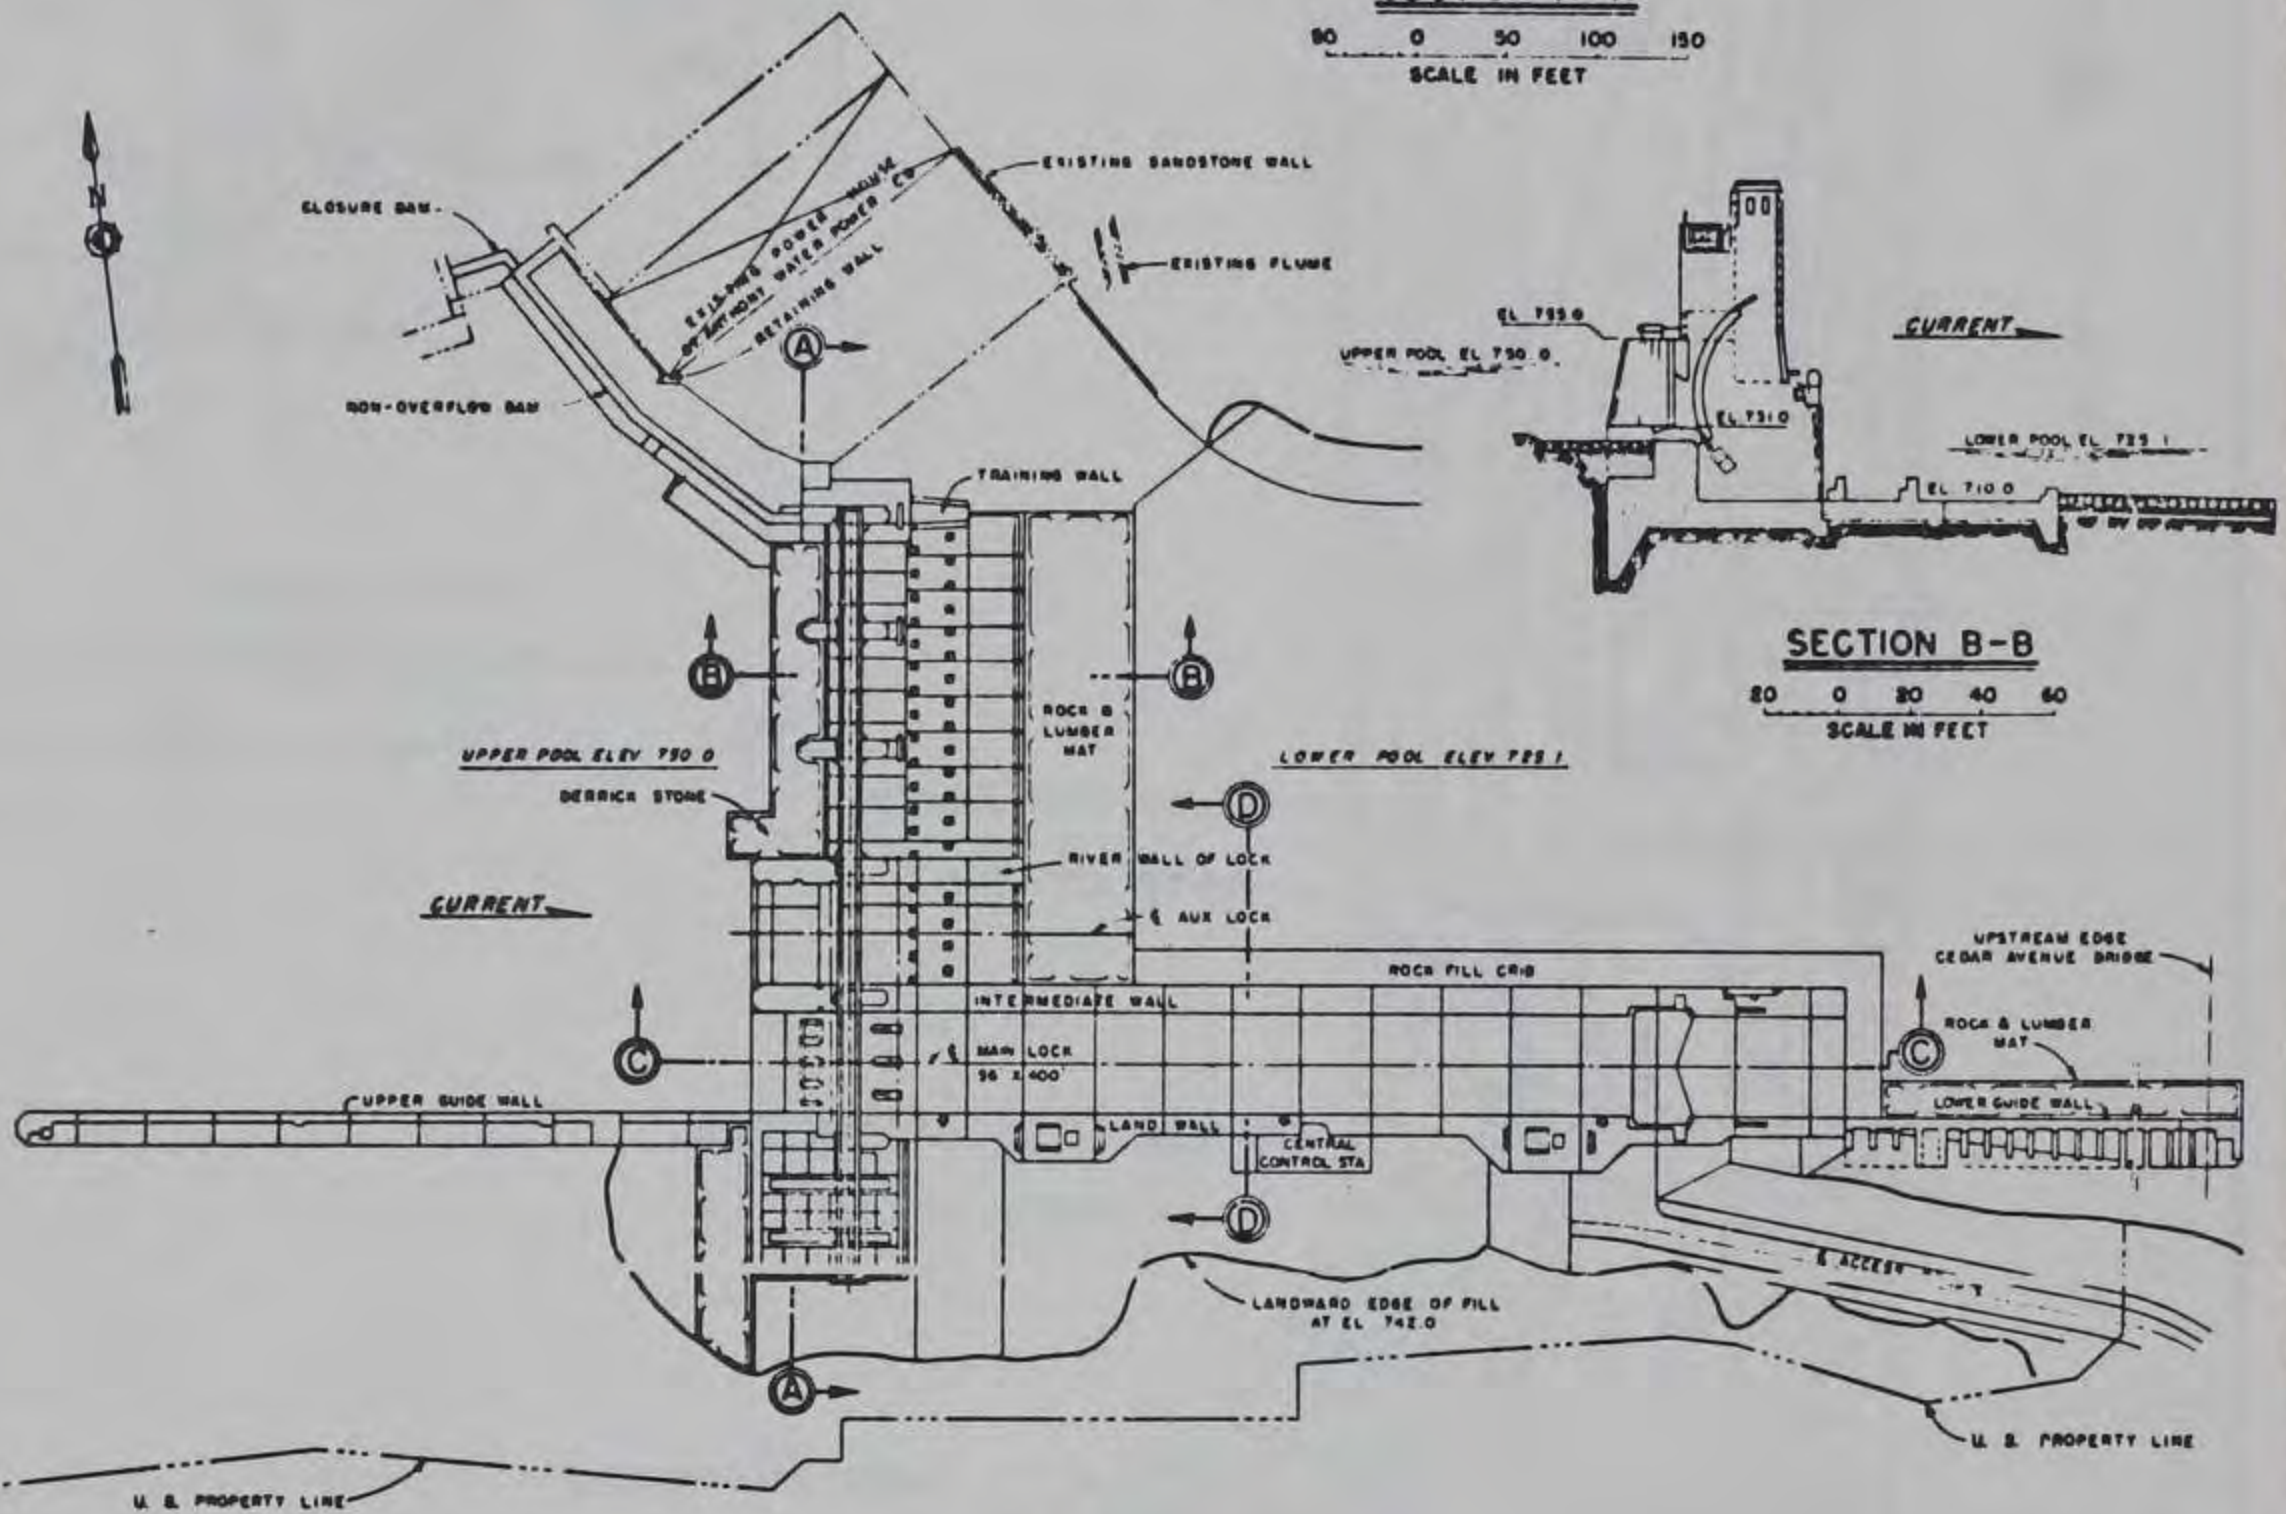 50 0 50 100 150
SCALE IN FEET
N
CLOSURE DAM
EXISTING SANDSTONE WALL
EXISTING FLUME
EXISTING POWER HOUSE
ST ANTHONY WATER POWER CO
RETAINING WALL
A
NON-OVERFLOW DAM
TRAINING WALL
EL 755.0
UPPER POOL EL 750.0
CURRENT
EL 731.0
LOWER POOL EL 725.1
EL 710.0
SECTION B-B
20 0 20 40 60
SCALE IN FEET
B
B
ROCK &
LUMBER
MAT
UPPER POOL ELEV 750.0
LOWER POOL ELEV 725.1
DERRICK STONE
D
RIVER WALL OF LOCK
CURRENT
℄ AUX LOCK
UPSTREAM EDGE
CEDAR AVENUE BRIDGE
ROCK FILL CRIB
INTERMEDIATE WALL
ROCK & LUMBER
MAT
C
℄ MAIN LOCK
56 X 400'
C
UPPER GUIDE WALL
LOWER GUIDE WALL
LAND WALL
CENTRAL
CONTROL STA
D
℄ ACCESS
LANDWARD EDGE OF FILL
AT EL 742.0
A
U. S. PROPERTY LINE
U. S. PROPERTY LINE